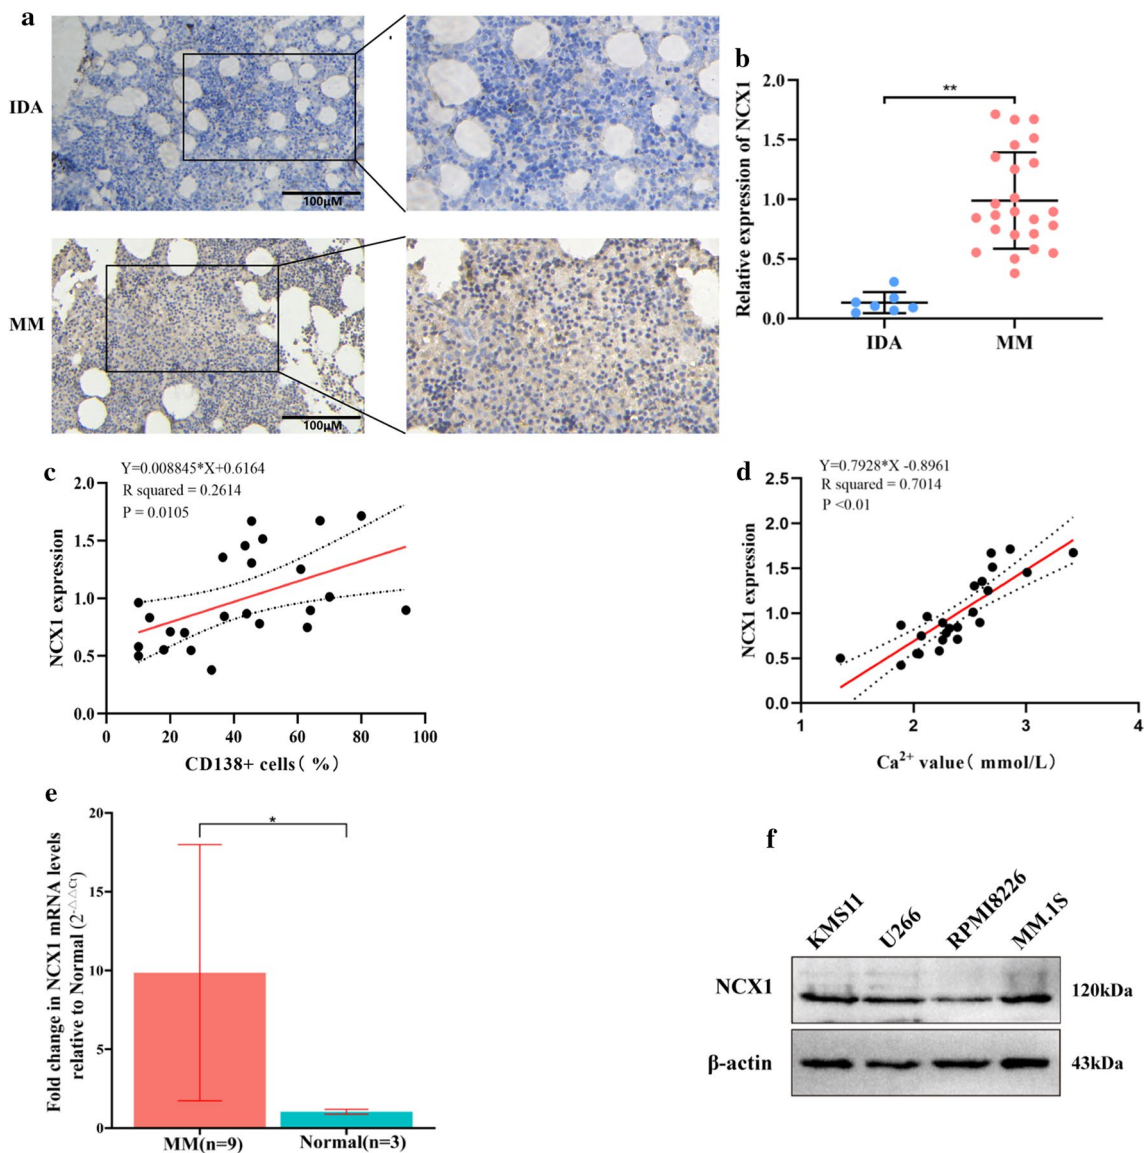 a
IDA
100μM
MM
100μM
b
Relative expression of NCX1
2.0
1.5
1.0
0.5
0.0
**
IDA
MM
c
Y=0.008845*X+0.6164
R squared = 0.2614
P = 0.0105
NCX1 expression
2.0
1.5
1.0
0.5
0.0
0 20 40 60 80 100
CD138+ cells( %)
d
Y=0.7928*X -0.8961
R squared = 0.7014
P <0.01
NCX1 expression
2.5
2.0
1.5
1.0
0.5
0.0
1 2 3 4
Ca²⁺ value( mmol/L)
e
Fold change in NCX1 mRNA levels
relative to Normal (2^-△△Ct)
20
15
10
5
0
*
MM(n=9)
Normal(n=3)
f
KMS11
U266
RPMI8226
MM.1S
NCX1
120kDa
β-actin
43kDa